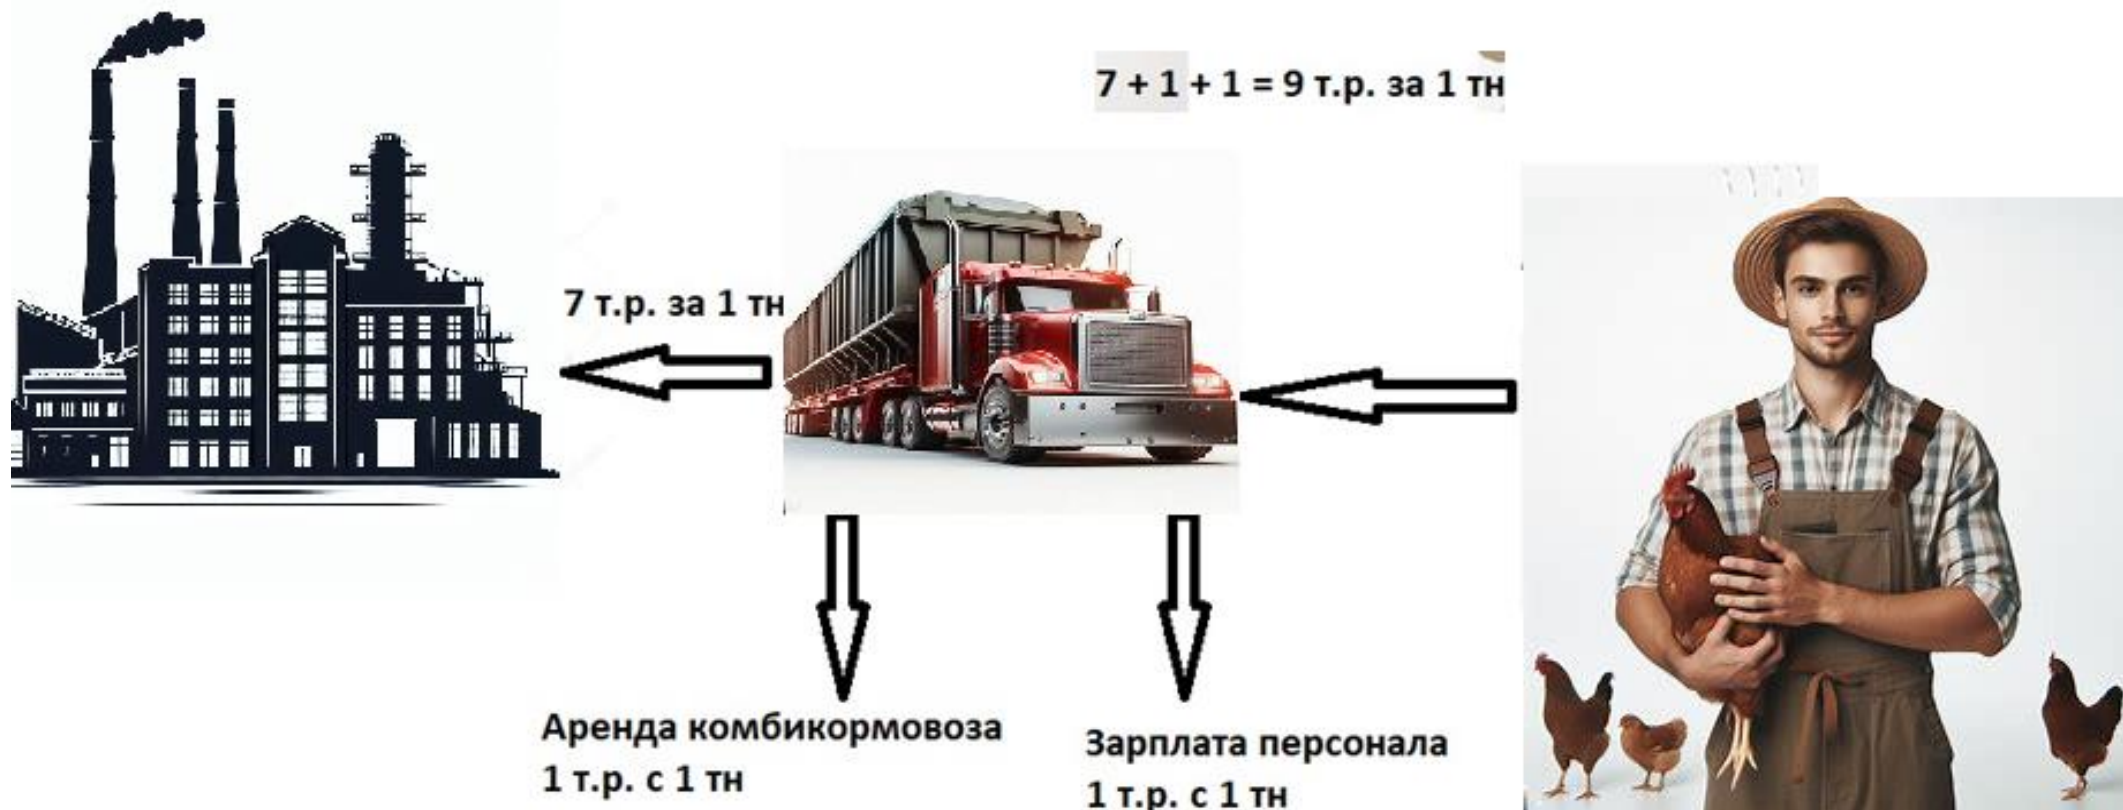 7 + 1 + 1 = 9 т.р. за 1 тн
7 т.р. за 1 тн
Аренда комбикормовоза
1 т.р. с 1 тн
Зарплата персонала
1 т.р. с 1 тн